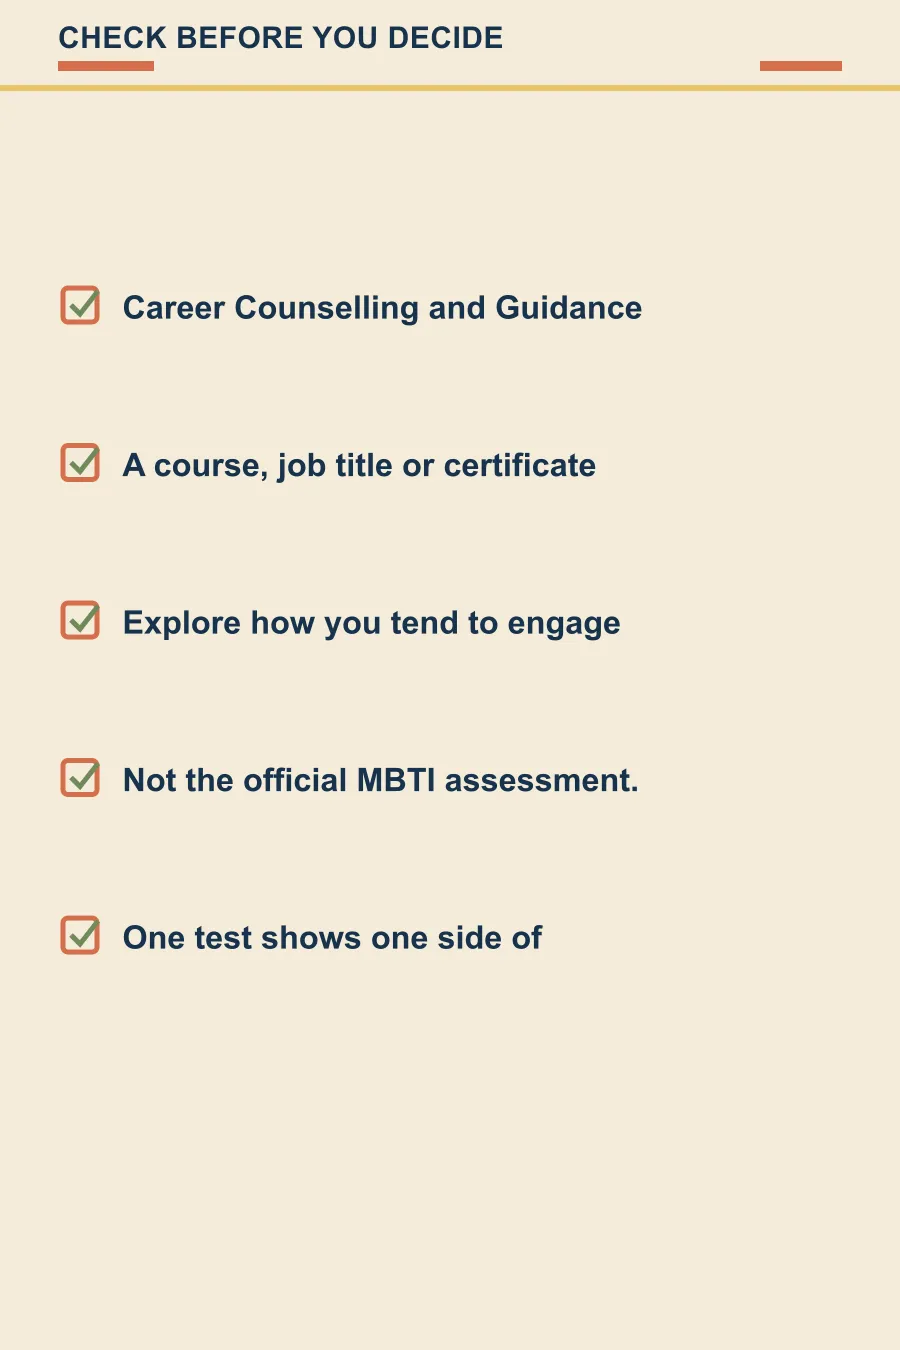 CHECK BEFORE YOU DECIDE
Career Counselling and Guidance
A course, job title or certificate
Explore how you tend to engage
Not the official MBTI assessment.
One test shows one side of